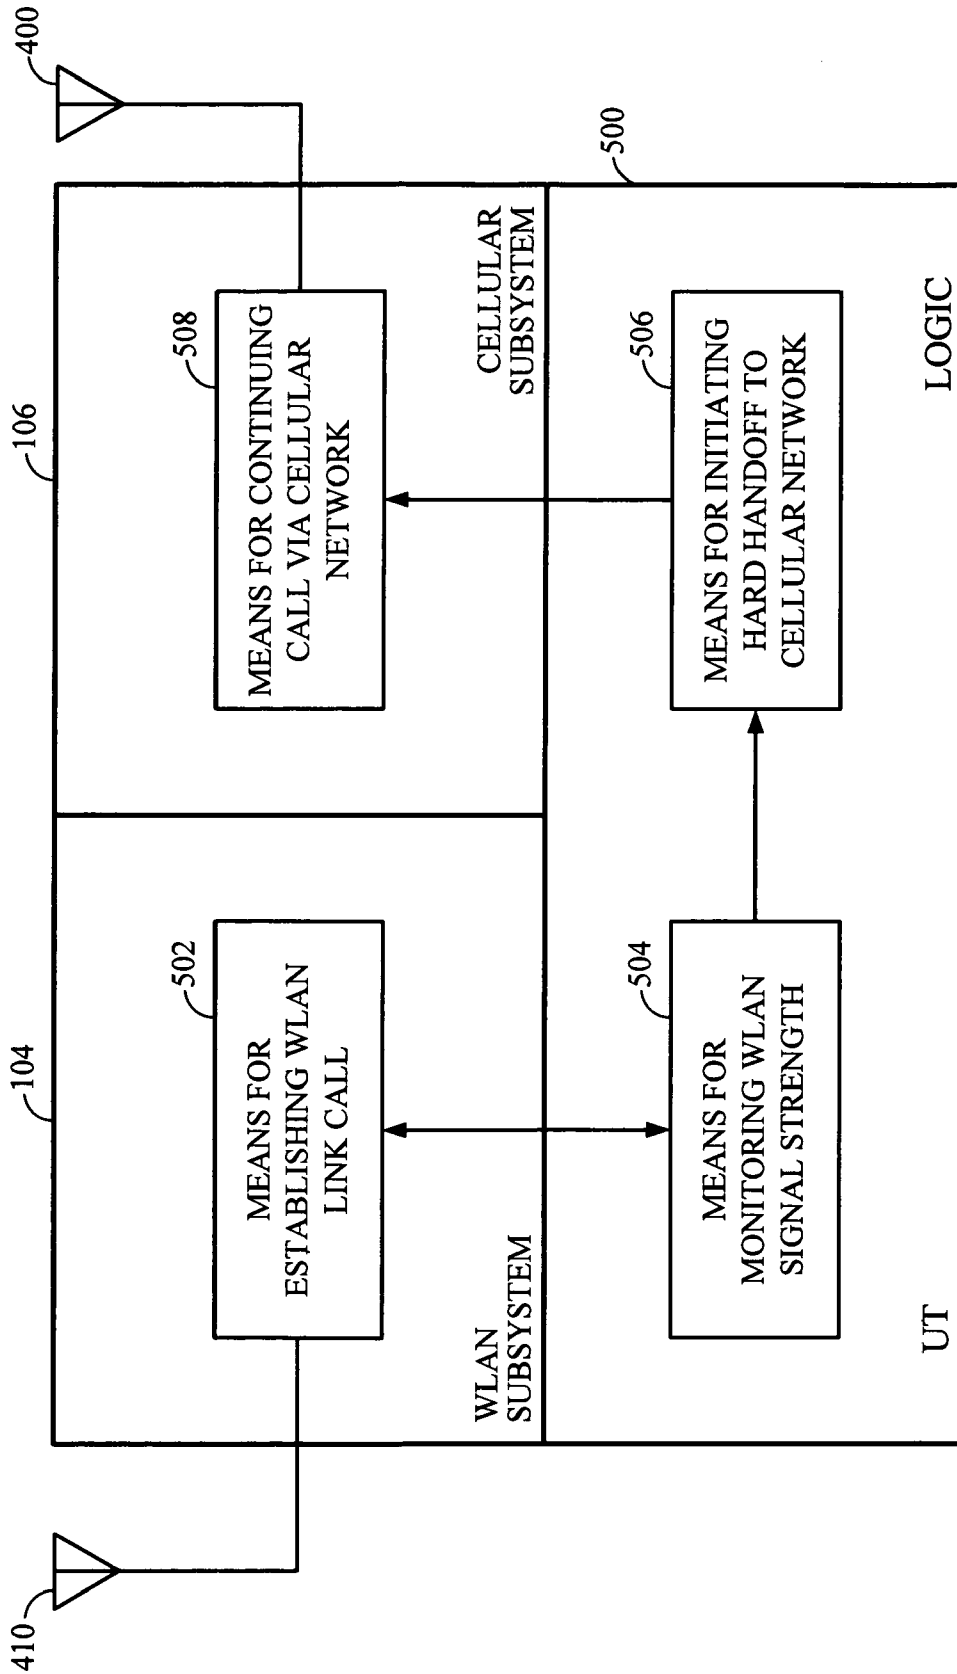 410
400
104
106
502
MEANS FOR
ESTABLISHING WLAN
LINK CALL
508
MEANS FOR CONTINUING
CALL VIA CELLULAR
NETWORK
WLAN
SUBSYSTEM
CELLULAR
SUBSYSTEM
500
504
MEANS FOR
MONITORING WLAN
SIGNAL STRENGTH
506
MEANS FOR INITIATING
HARD HANDOFF TO
CELLULAR NETWORK
UT
LOGIC